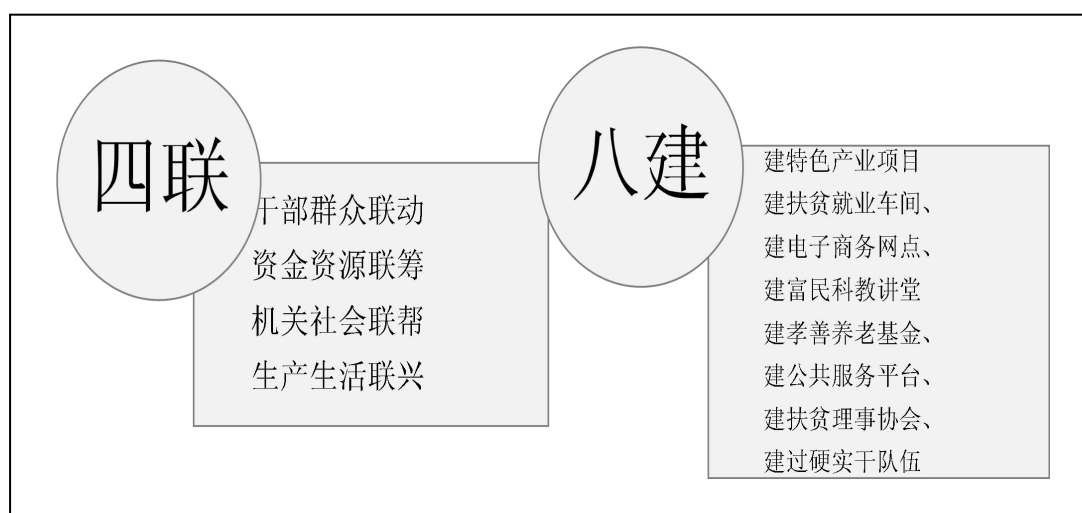 四联
干部群众联动
资金资源联筹
机关社会联帮
生产生活联兴
八建
建特色产业项目
建扶贫就业车间、
建电子商务网点、
建富民科教讲堂
建孝善养老基金、
建公共服务平台、
建扶贫理事协会、
建过硬实干队伍